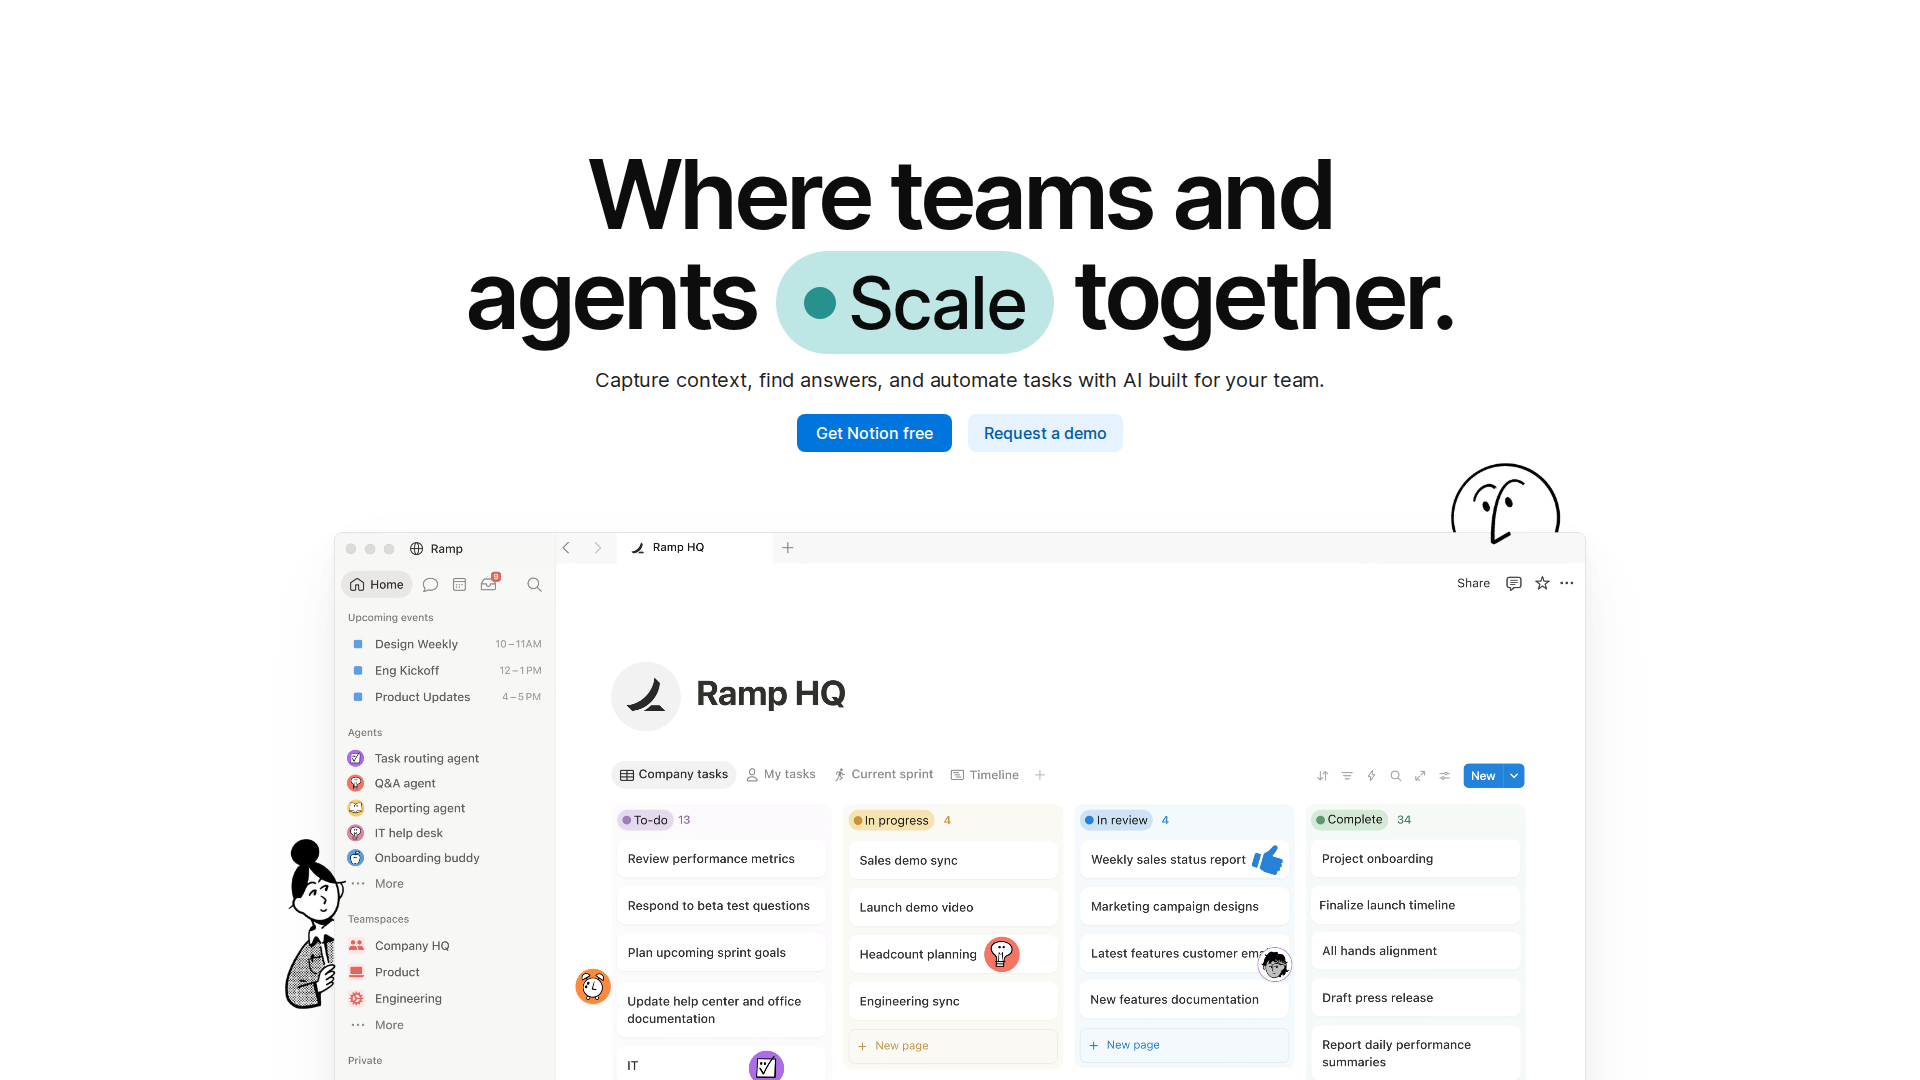 Where teams and
agents Scale together.
Capture context, find answers, and automate tasks with AI built for your team.
Get Notion free Request a demo
Ramp
Ramp HQ
Home
9
Share
Upcoming events
Design Weekly 10–11AM
Eng Kickoff 12–1PM
Product Updates 4–5PM
Agents
Task routing agent
Q&A agent
Reporting agent
IT help desk
Onboarding buddy
More
Teamspaces
Company HQ
Product
Engineering
More
Private
Ramp HQ
Company tasks My tasks Current sprint Timeline
New
To-do 13
Review performance metrics
Respond to beta test questions
Plan upcoming sprint goals
Update help center and office
documentation
IT
In progress 4
Sales demo sync
Launch demo video
Headcount planning
Engineering sync
New page
In review 4
Weekly sales status report
Marketing campaign designs
Latest features customer
New features documentation
New page
Complete 34
Project onboarding
Finalize launch timeline
All hands alignment
Draft press release
Report daily performance
summaries